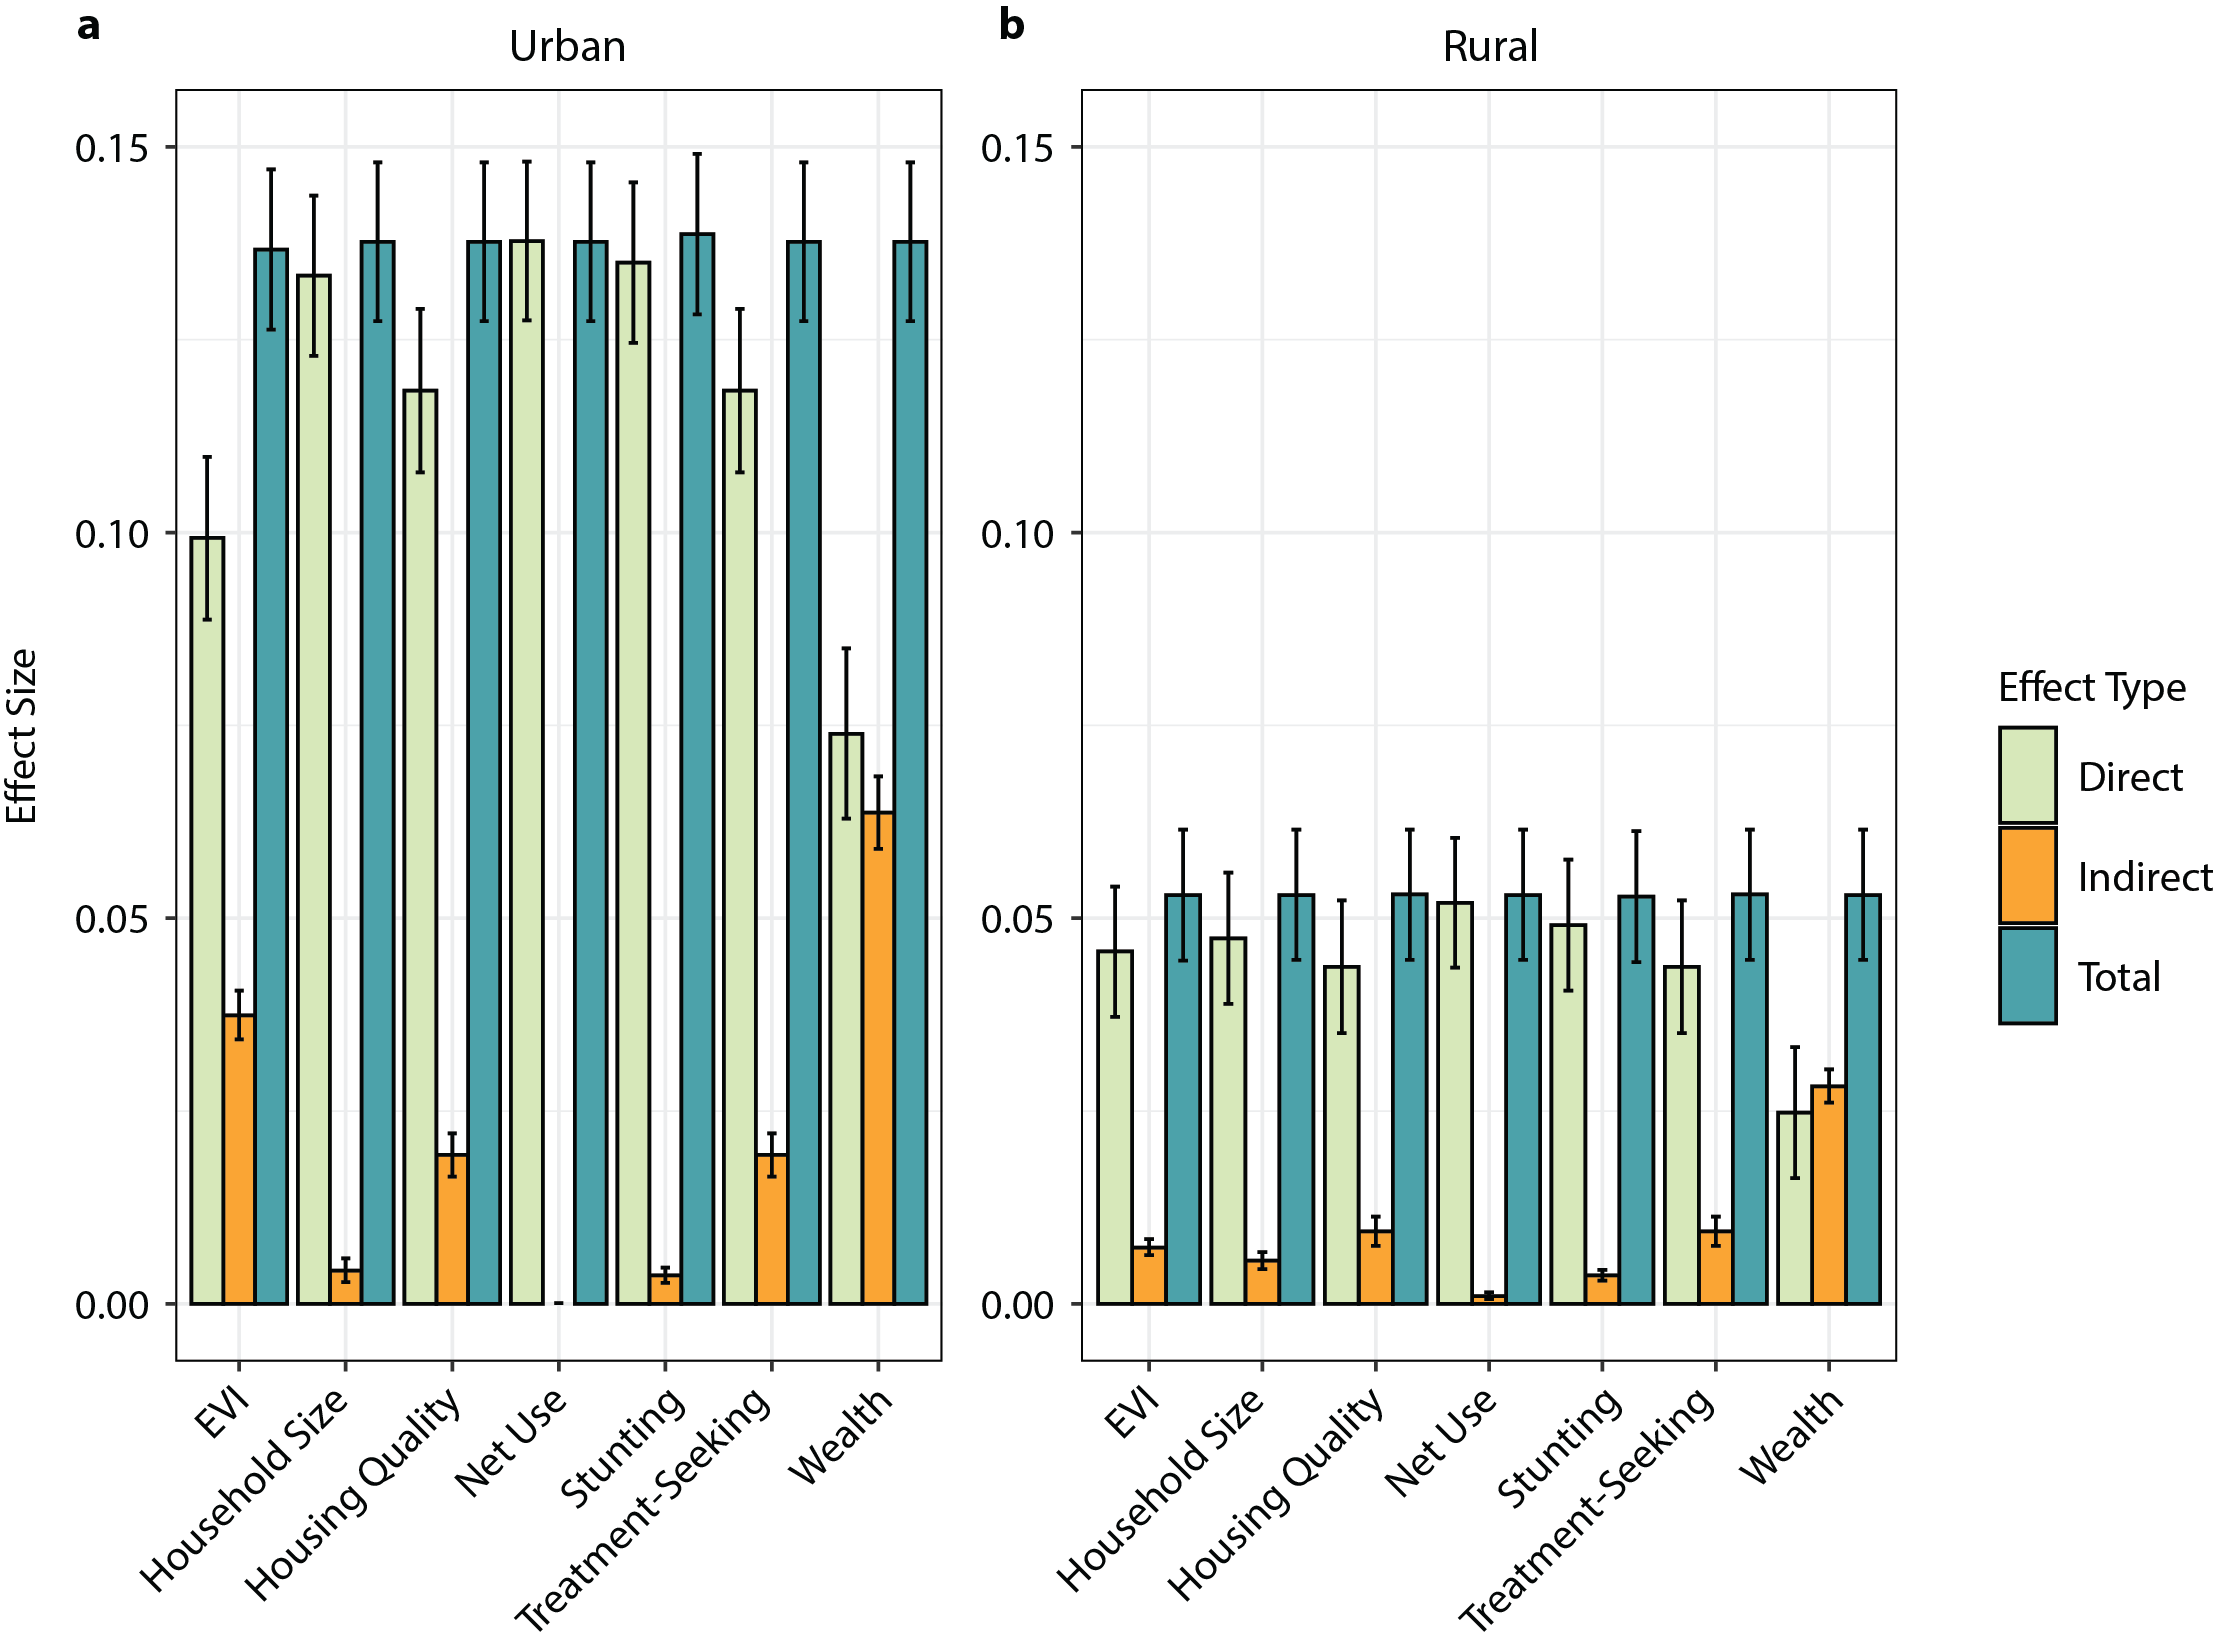 a
Urban
Effect Size
0.15
0.10
0.05
0.00
EVI
Household Size
Housing Quality
Net Use
Stunting
Treatment-Seeking
Wealth
b
Rural
0.15
0.10
0.05
0.00
EVI
Household Size
Housing Quality
Net Use
Stunting
Treatment-Seeking
Wealth
Effect Type
Direct
Indirect
Total